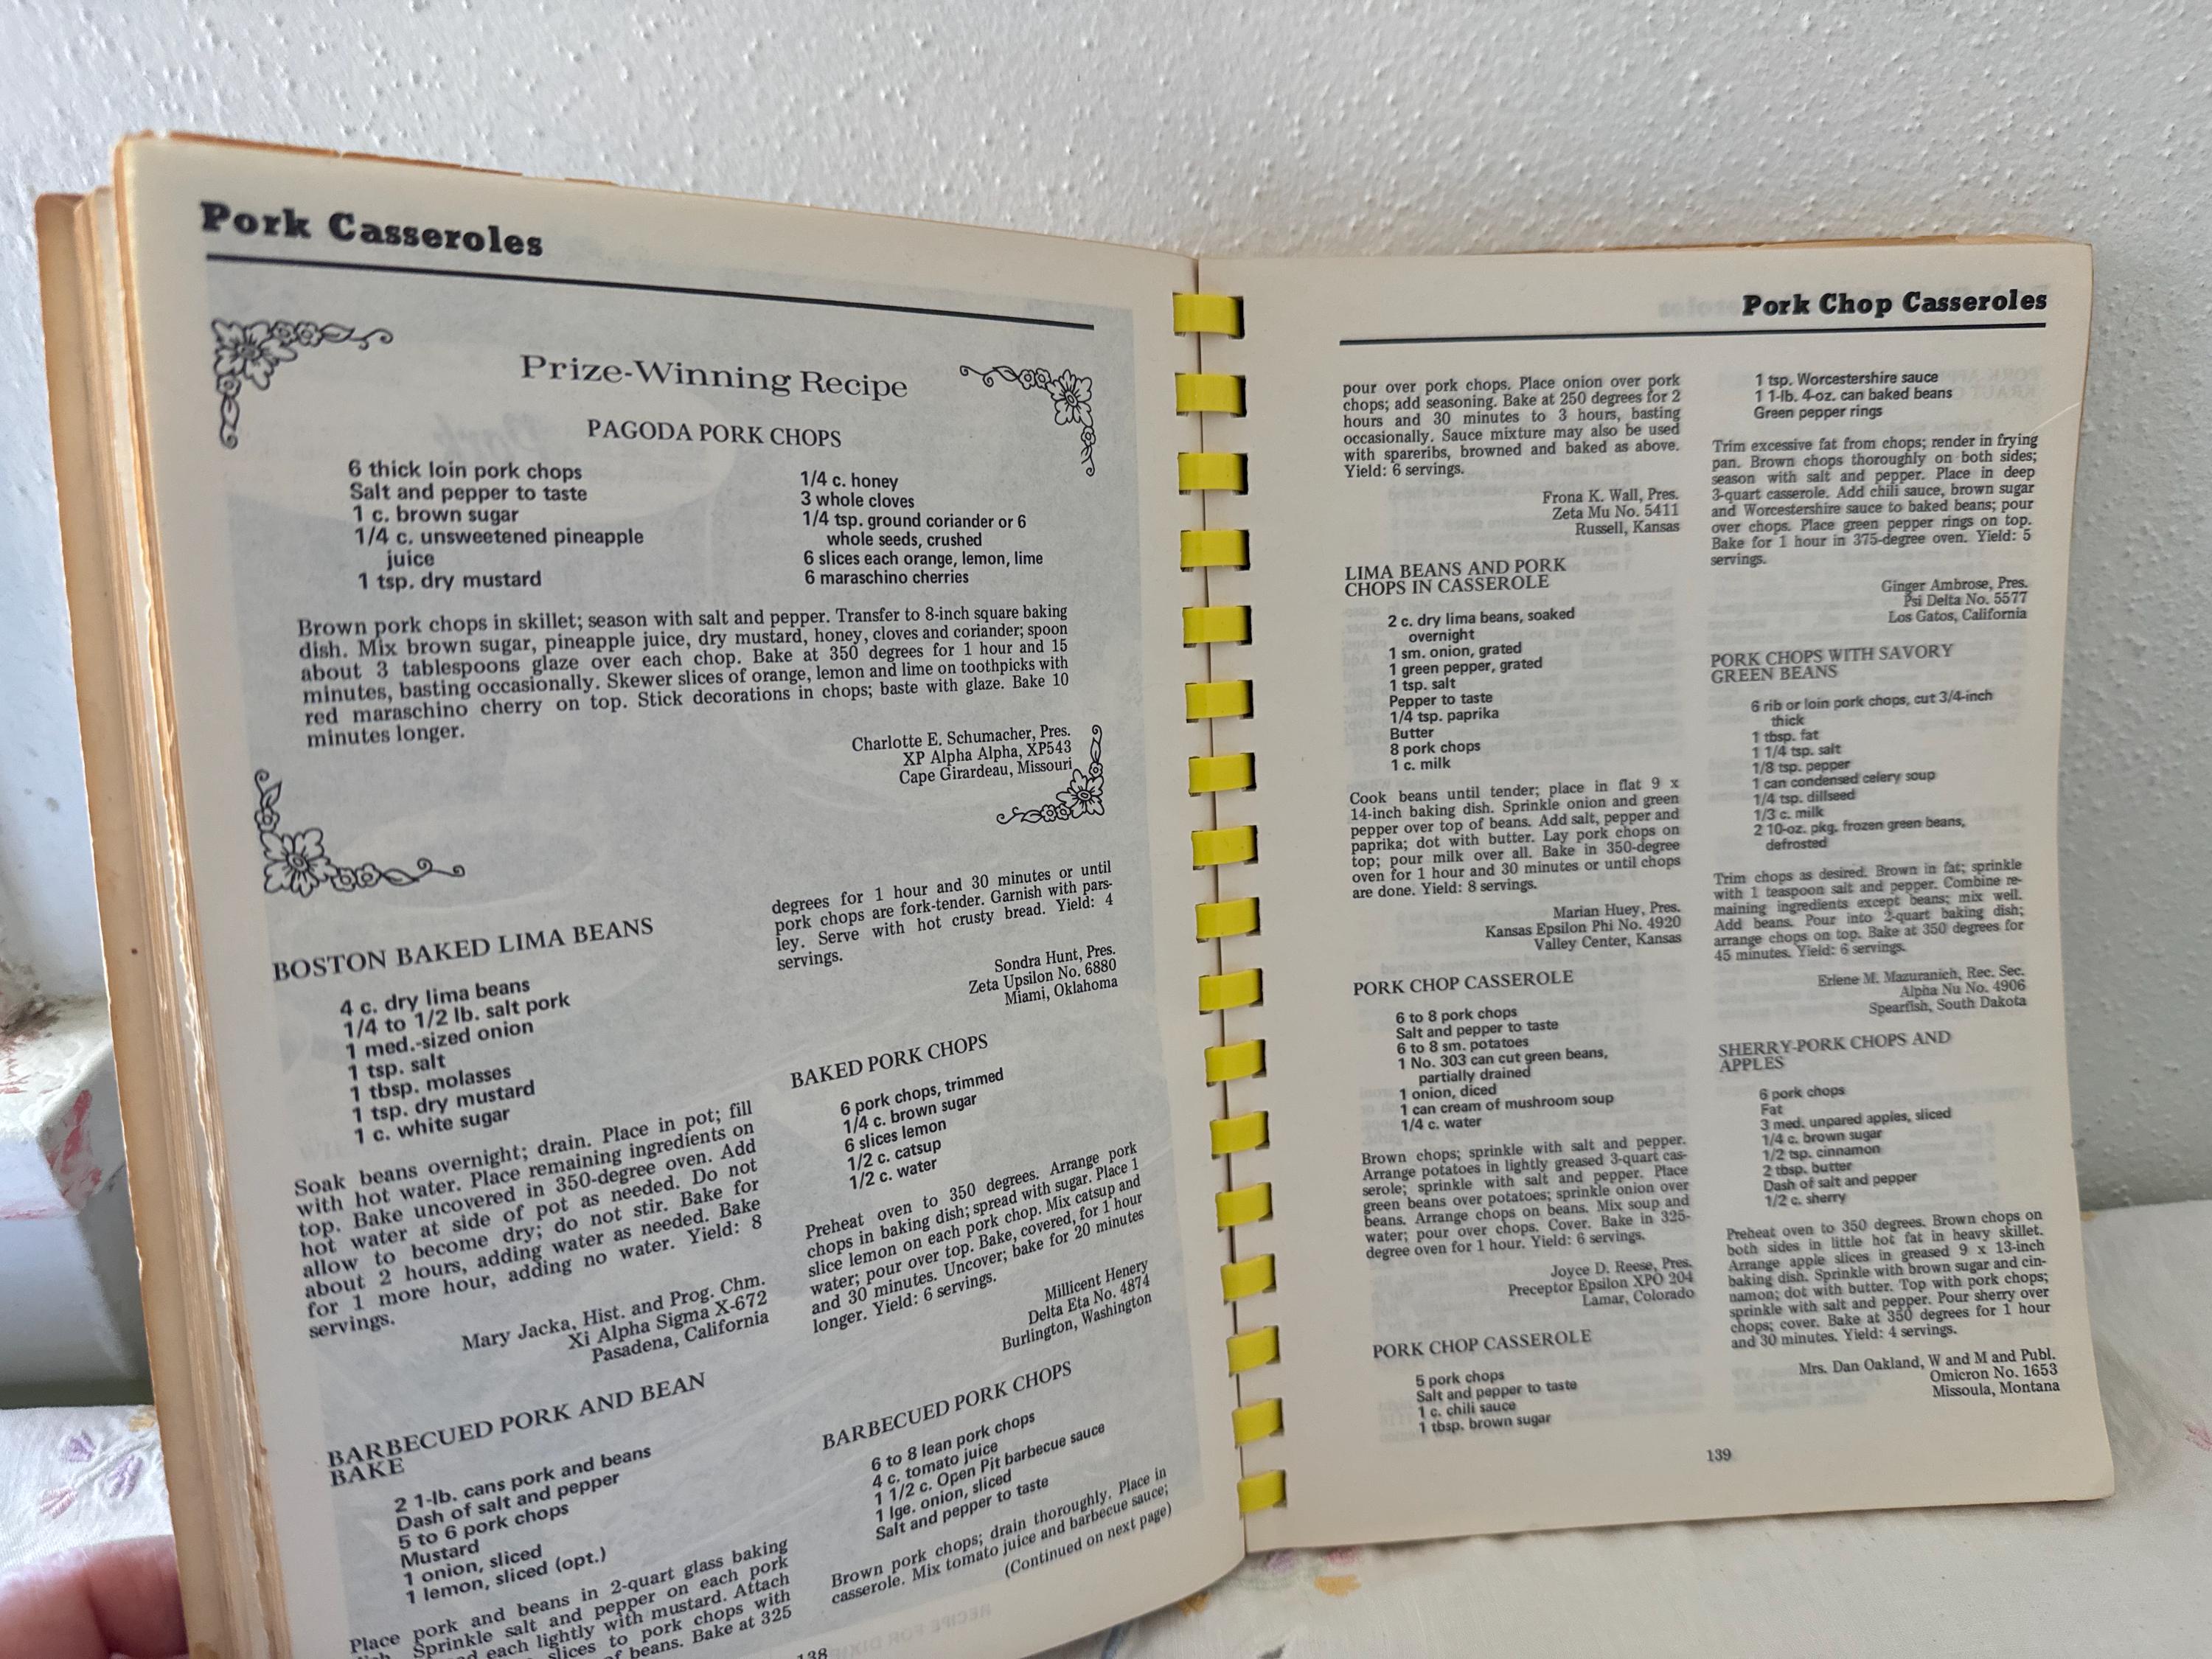 Pork Casseroles
Prize-Winning Recipe
PAGODA PORK CHOPS
6 thick loin pork chops
Salt and pepper to taste
1 c. brown sugar
1/4 c. unsweetened pineapple
juice
1 tsp. dry mustard
1/4 c. honey
3 whole cloves
1/4 tsp. ground coriander or 6
whole seeds, crushed
6 slices each orange, lemon, lime
6 maraschino cherries
Brown pork chops in skillet; season with salt and pepper. Transfer to 8-inch square baking
dish. Mix brown sugar, pineapple juice, dry mustard, honey, cloves and coriander; spoon
about 3 tablespoons glaze over each chop. Bake at 350 degrees for 1 hour and 15
minutes, basting occasionally. Skewer slices of orange, lemon and lime on toothpicks with
red maraschino cherry on top. Stick decorations in chops; baste with glaze. Bake 10
minutes longer.
Charlotte E. Schumacher, Pres.
XP Alpha Alpha, XP543
Cape Girardeau, Missouri
BOSTON BAKED LIMA BEANS
4 c. dry lima beans
1/4 to 1/2 lb. salt pork
1 med.-sized onion
1 tsp. salt
1 tbsp. molasses
1 tsp. dry mustard
1 c. white sugar
Soak beans overnight; drain. Place in pot; fill
with hot water. Place remaining ingredients on
top. Bake uncovered in 350-degree oven. Add
hot water at side of pot as needed. Do not
allow to become dry; do not stir. Bake for
about 2 hours, adding water as needed. Bake
for 1 more hour, adding no water. Yield: 8
servings.
Mary Jacka, Hist. and Prog. Chm.
Xi Alpha Sigma X-672
Pasadena, California
BARBECUED PORK AND BEAN
BAKE
2 1-lb. cans pork and beans
Dash of salt and pepper
5 to 6 pork chops
Mustard
1 onion, sliced
1 lemon, sliced (opt.)
Place pork and beans in 2-quart glass baking
Sprinkle salt and pepper on each pork
each lightly with mustard. Attach
slices to pork chops with
beans. Bake at 325
degrees for 1 hour and 30 minutes or until
pork chops are fork-tender. Garnish with pars-
ley. Serve with hot crusty bread. Yield: 4
servings.
Sondra Hunt, Pres.
Zeta Upsilon No. 6880
Miami, Oklahoma
BAKED PORK CHOPS
6 pork chops, trimmed
1/4 c. brown sugar
6 slices lemon
1/2 c. catsup
1/2 c. water
Preheat oven to 350 degrees. Arrange pork
chops in baking dish; spread with sugar. Place 1
slice lemon on each pork chop. Mix catsup and
water; pour over top. Bake, covered, for 1 hour
and 30 minutes. Uncover; bake for 20 minutes
longer. Yield: 6 servings.
Millicent Henery
Delta Eta No. 4874
Burlington, Washington
BARBECUED PORK CHOPS
6 to 8 lean pork chops
4 c. tomato juice
1 1/2 c. Open Pit barbecue sauce
1 lge. onion, sliced
Salt and pepper to taste
Brown pork chops; drain thoroughly. Place in
casserole. Mix tomato juice and barbecue sauce;
(Continued on next page)
138
Pork Chop Casseroles
pour over pork chops. Place onion over pork
chops; add seasoning. Bake at 250 degrees for 2
hours and 30 minutes to 3 hours, basting
occasionally. Sauce mixture may also be used
with spareribs, browned and baked as above.
Yield: 6 servings.
Frona K. Wall, Pres.
Zeta Mu No. 5411
Russell, Kansas
LIMA BEANS AND PORK
CHOPS IN CASSEROLE
2 c. dry lima beans, soaked
overnight
1 sm. onion, grated
1 green pepper, grated
1 tsp. salt
Pepper to taste
1/4 tsp. paprika
Butter
8 pork chops
1 c. milk
Cook beans until tender; place in flat 9 x
14-inch baking dish. Sprinkle onion and green
pepper over top of beans. Add salt, pepper and
paprika; dot with butter. Lay pork chops on
top; pour milk over all. Bake in 350-degree
oven for 1 hour and 30 minutes or until chops
are done. Yield: 8 servings.
Marian Huey, Pres.
Kansas Epsilon Phi No. 4920
Valley Center, Kansas
PORK CHOP CASSEROLE
6 to 8 pork chops
Salt and pepper to taste
6 to 8 sm. potatoes
1 No. 303 can cut green beans,
partially drained
1 onion, diced
1 can cream of mushroom soup
1/4 c. water
Brown chops; sprinkle with salt and pepper.
Arrange potatoes in lightly greased 3-quart cas-
serole; sprinkle with salt and pepper. Place
green beans over potatoes; sprinkle onion over
beans. Arrange chops on beans. Mix soup and
water; pour over chops. Cover. Bake in 325-
degree oven for 1 hour. Yield: 6 servings.
Joyce D. Reese, Pres.
Preceptor Epsilon XPO 204
Lamar, Colorado
PORK CHOP CASSEROLE
5 pork chops
Salt and pepper to taste
1 c. chili sauce
1 tbsp. brown sugar
1 tsp. Worcestershire sauce
1 1-lb. 4-oz. can baked beans
Green pepper rings
Trim excessive fat from chops; render in frying
pan. Brown chops thoroughly on both sides;
season with salt and pepper. Place in deep
3-quart casserole. Add chili sauce, brown sugar
and Worcestershire sauce to baked beans; pour
over chops. Place green pepper rings on top.
Bake for 1 hour in 375-degree oven. Yield: 5
servings.
Ginger Ambrose, Pres.
Psi Delta No. 5577
Los Gatos, California
PORK CHOPS WITH SAVORY
GREEN BEANS
6 rib or loin pork chops, cut 3/4-inch
thick
1 tbsp. fat
1 1/4 tsp. salt
1/8 tsp. pepper
1 can condensed celery soup
1/4 tsp. dillseed
1/3 c. milk
2 10-oz. pkg. frozen green beans,
defrosted
Trim chops as desired. Brown in fat; sprinkle
with 1 teaspoon salt and pepper. Combine re-
maining ingredients except beans; mix well.
Add beans. Pour into 2-quart baking dish;
arrange chops on top. Bake at 350 degrees for
45 minutes. Yield: 6 servings.
Erlene M. Mazuranich, Rec. Sec.
Alpha Nu No. 4906
Spearfish, South Dakota
SHERRY-PORK CHOPS AND
APPLES
6 pork chops
Fat
3 med. unpared apples, sliced
1/4 c. brown sugar
1/2 tsp. cinnamon
2 tbsp. butter
Dash of salt and pepper
1/2 c. sherry
Preheat oven to 350 degrees. Brown chops on
both sides in little hot fat in heavy skillet.
Arrange apple slices in greased 9 x 13-inch
baking dish. Sprinkle with brown sugar and cin-
namon; dot with butter. Top with pork chops;
sprinkle with salt and pepper. Pour sherry over
chops; cover. Bake at 350 degrees for 1 hour
and 30 minutes. Yield: 4 servings.
Mrs. Dan Oakland, W and M and Publ.
Omicron No. 1653
Missoula, Montana
139